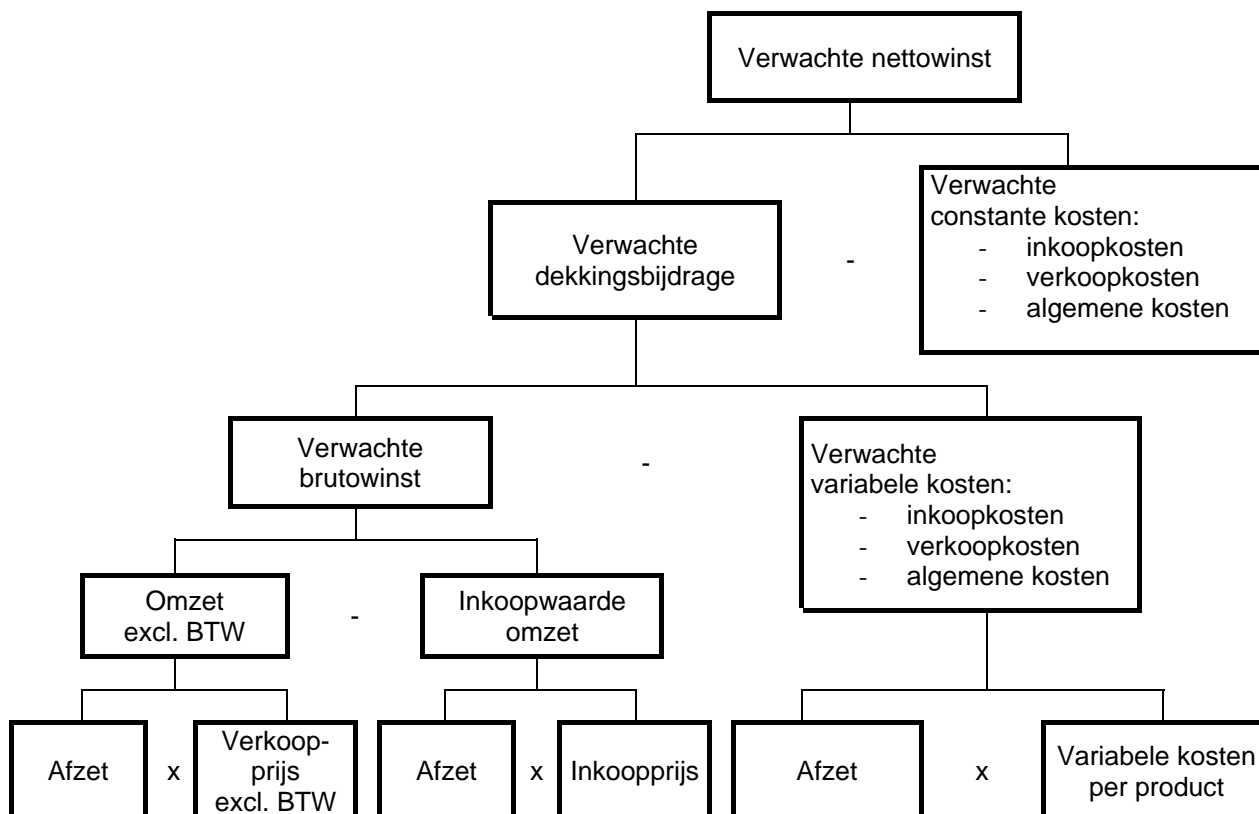 Verwachte nettowinst
Verwachte
constante kosten:
- inkoopkosten
- verkoopkosten
- algemene kosten
Verwachte
dekkingsbijdrage
-
Verwachte
brutowinst
-
Verwachte
variabele kosten:
- inkoopkosten
- verkoopkosten
- algemene kosten
Omzet
excl. BTW
-
Inkoopwaarde
omzet
Afzet
x
Verkoop-
prijs
excl. BTW
Afzet
x
Inkoopprijs
Afzet
x
Variabele kosten
per product